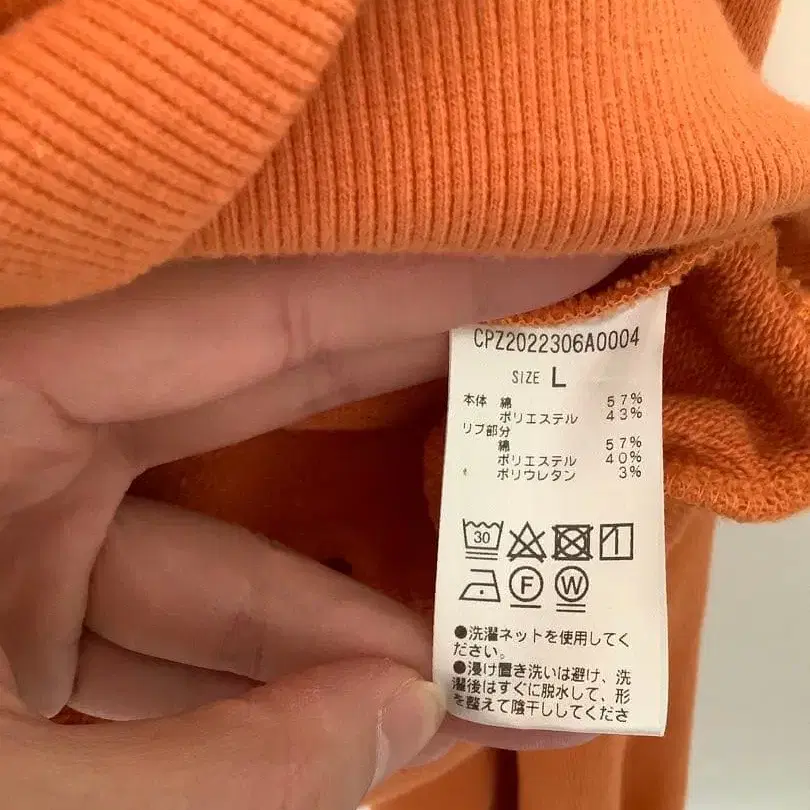 CPZ2022306A0004
SIZE L
本体 綿 57%
ポリエステル 43%
リブ部分
綿 57%
ポリエステル 40%
ポリウレタン 3%
30
F W
●洗濯ネットを使用してく
ださい。
●浸け置き洗いは避け、洗
濯後はすぐに脱水して、形
を整えて陰干ししてくださ